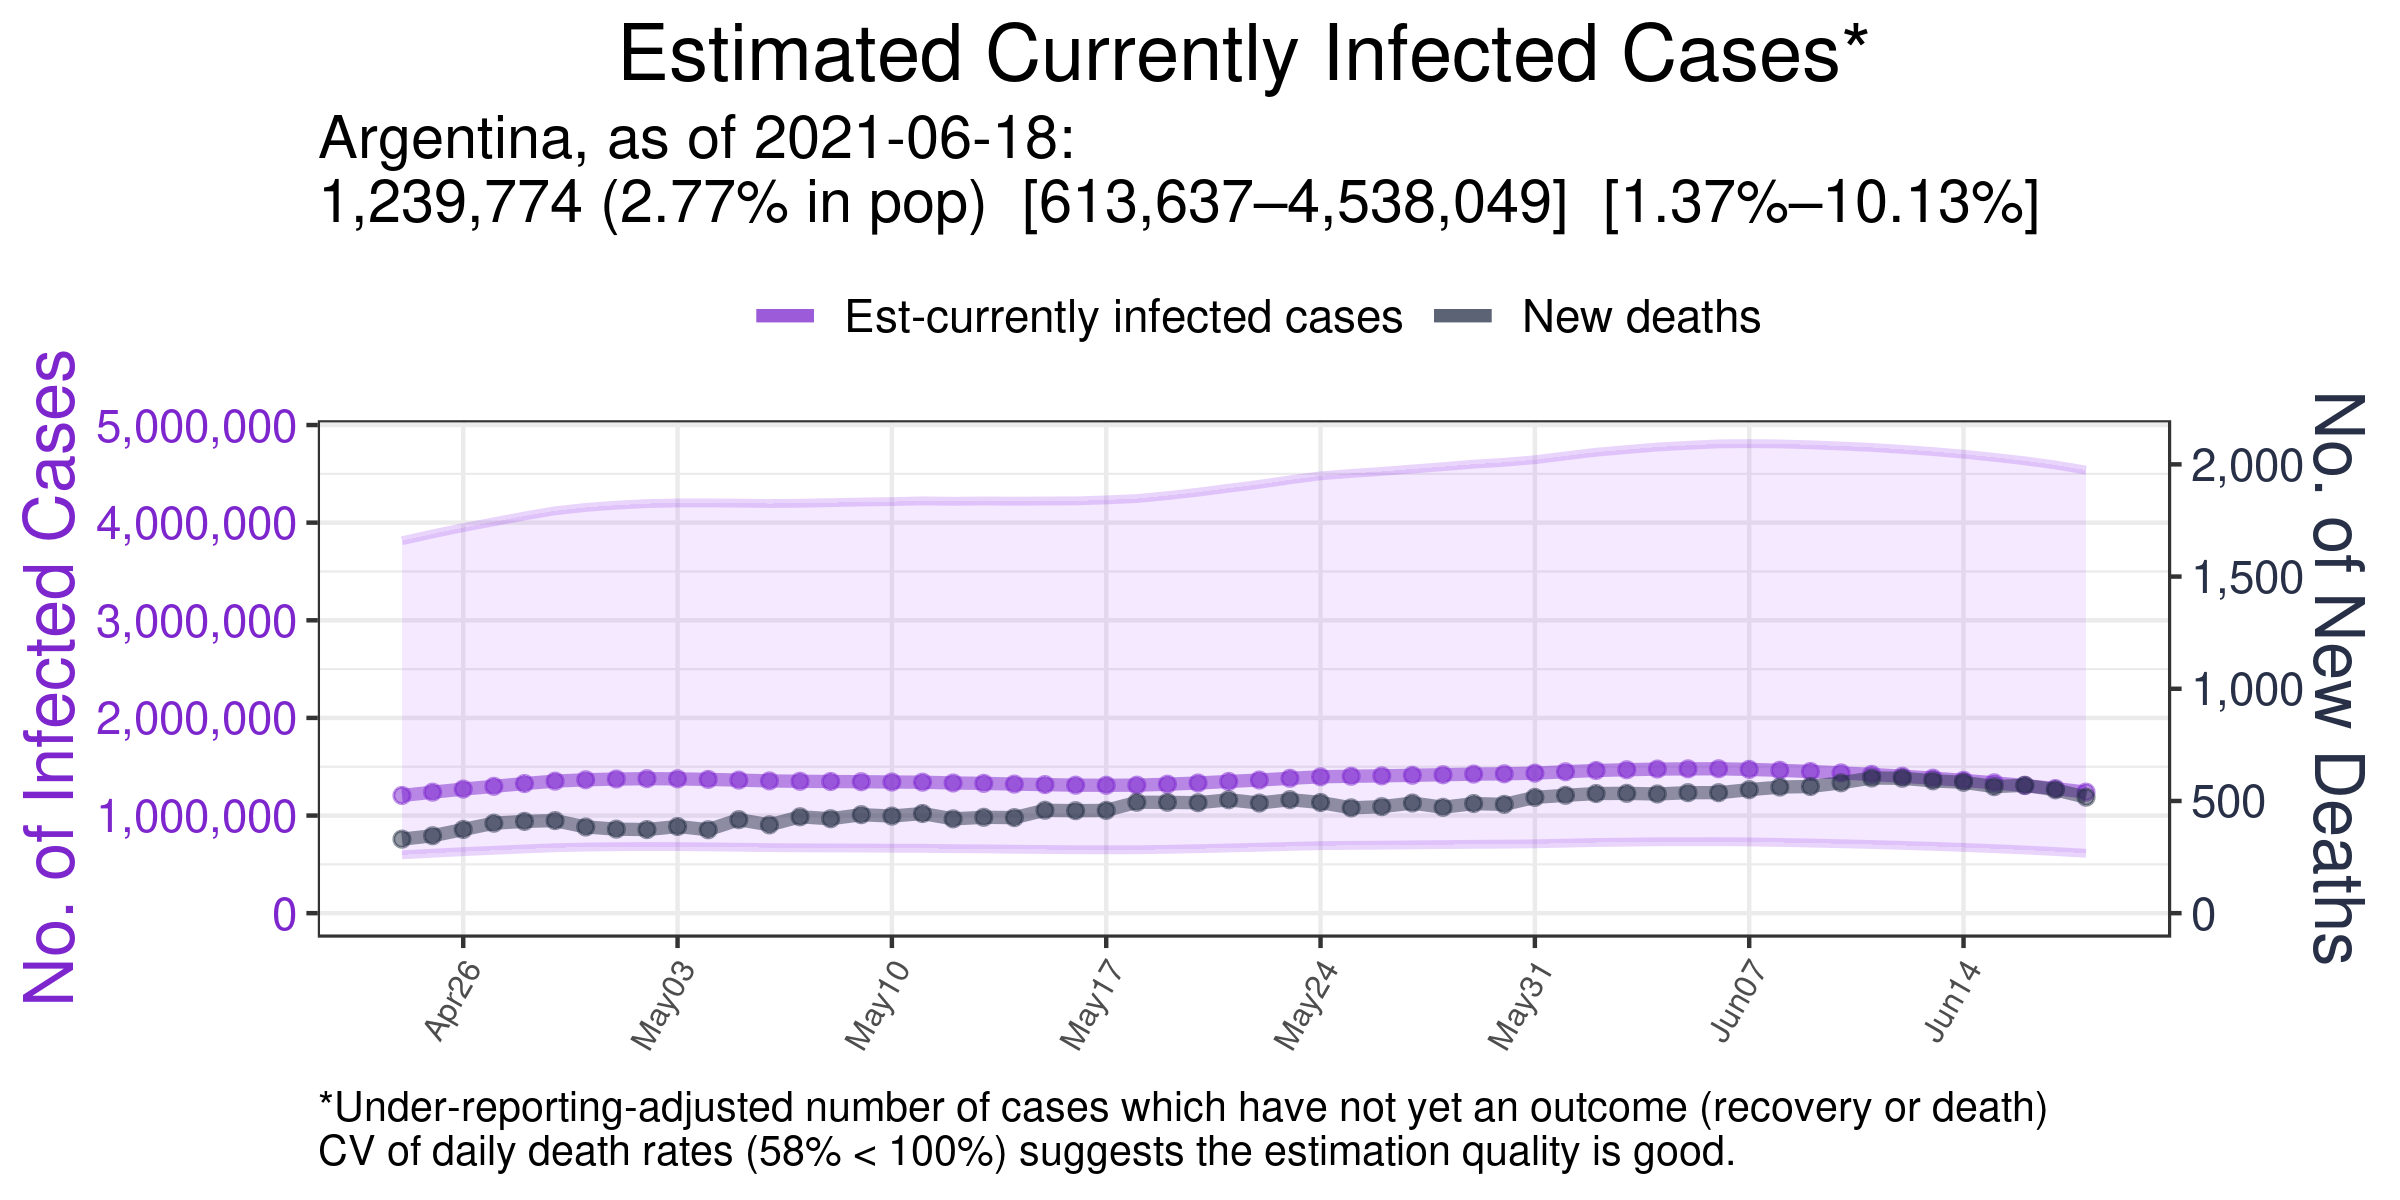 Estimated Currently Infected Cases*
Argentina, as of 2021-06-18:
1,239,774 (2.77% in pop) [613,637–4,538,049] [1.37%–10.13%]
Est-currently infected cases
New deaths
No. of Infected Cases
5,000,000
4,000,000
3,000,000
2,000,000
1,000,000
0
2,000
1,500
1,000
500
0
No. of New Deaths
Apr26
May03
May10
May17
May24
May31
Jun07
Jun14
*Under-reporting-adjusted number of cases which have not yet an outcome (recovery or death)
CV of daily death rates (58% < 100%) suggests the estimation quality is good.